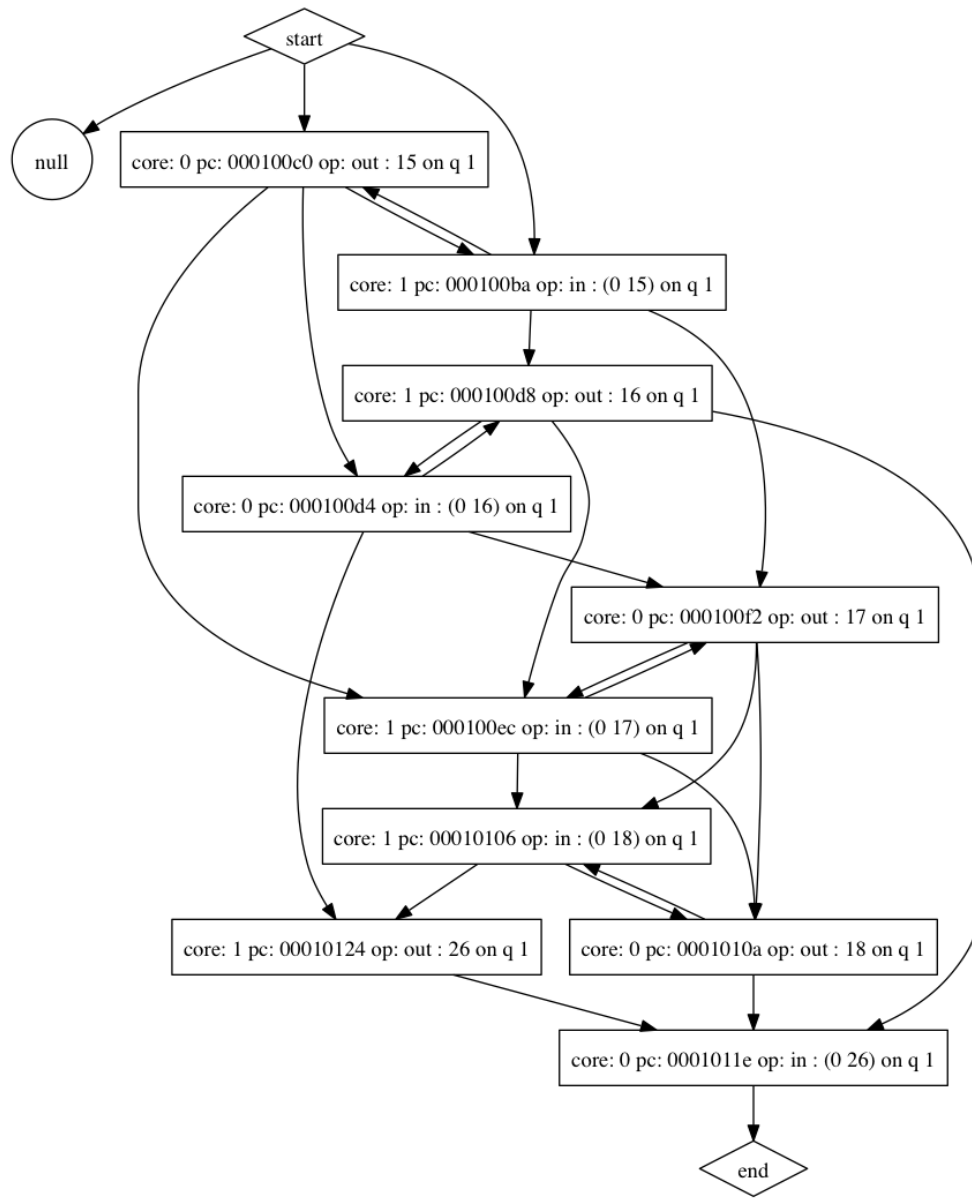 start
null
core: 0 pc: 000100c0 op: out : 15 on q 1
core: 1 pc: 000100ba op: in : (0 15) on q 1
core: 1 pc: 000100d8 op: out : 16 on q 1
core: 0 pc: 000100d4 op: in : (0 16) on q 1
core: 0 pc: 000100f2 op: out : 17 on q 1
core: 1 pc: 000100ec op: in : (0 17) on q 1
core: 1 pc: 00010106 op: in : (0 18) on q 1
core: 1 pc: 00010124 op: out : 26 on q 1
core: 0 pc: 0001010a op: out : 18 on q 1
core: 0 pc: 0001011e op: in : (0 26) on q 1
end